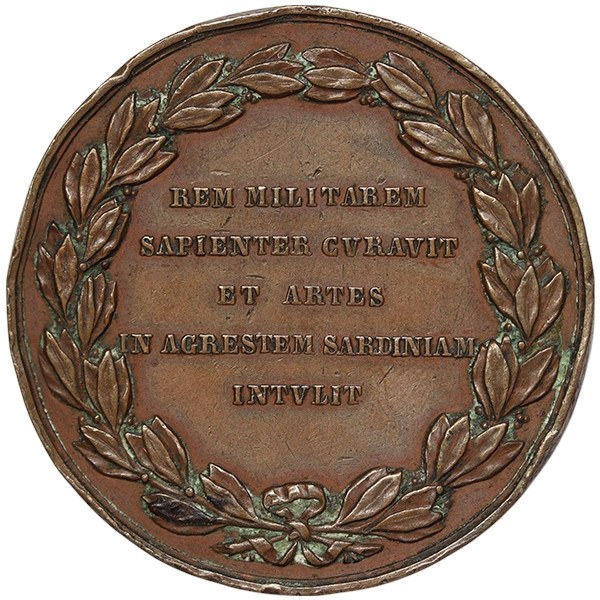 REM MILITAREM
SAPIENTER CVRAVIT
ET ARTES
IN AGRESTEM SARDINIAM
INTVLIT